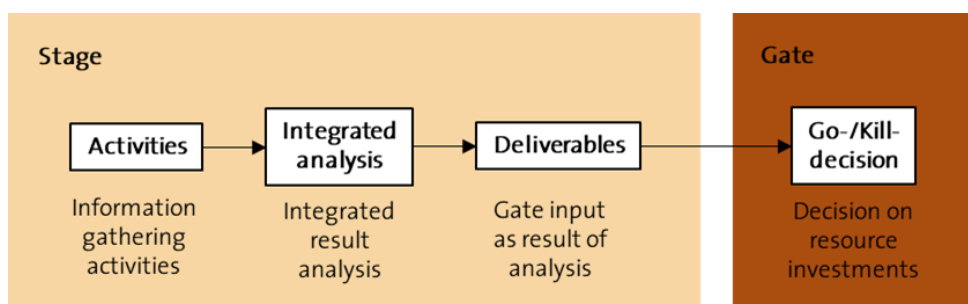 Stage
Gate
Activities
Integrated
analysis
Deliverables
Go-/Kill-
decision
Information
gathering
activities
Integrated
result
analysis
Gate input
as result of
analysis
Decision on
resource
investments